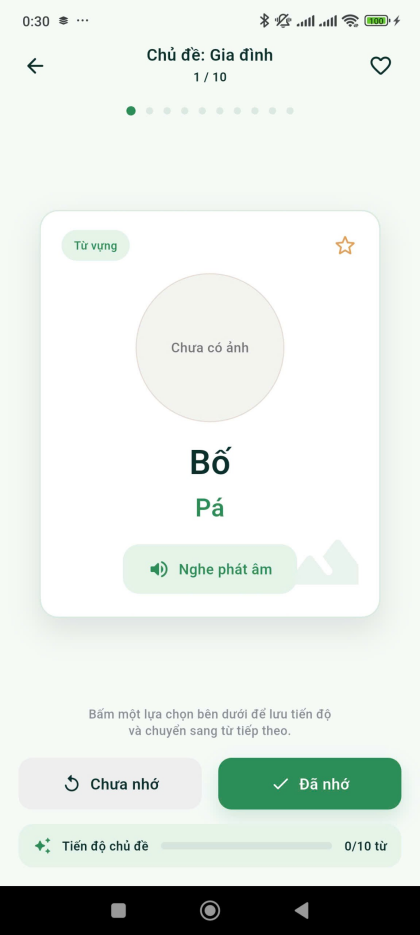 0:30
100
Chủ đề: Gia đình
1 / 10
Từ vựng
Chưa có ảnh
Bố
Pá
Nghe phát âm
Bấm một lựa chọn bên dưới để lưu tiến độ
và chuyển sang từ tiếp theo.
Chưa nhớ
Đã nhớ
Tiến độ chủ đề
0/10 từ